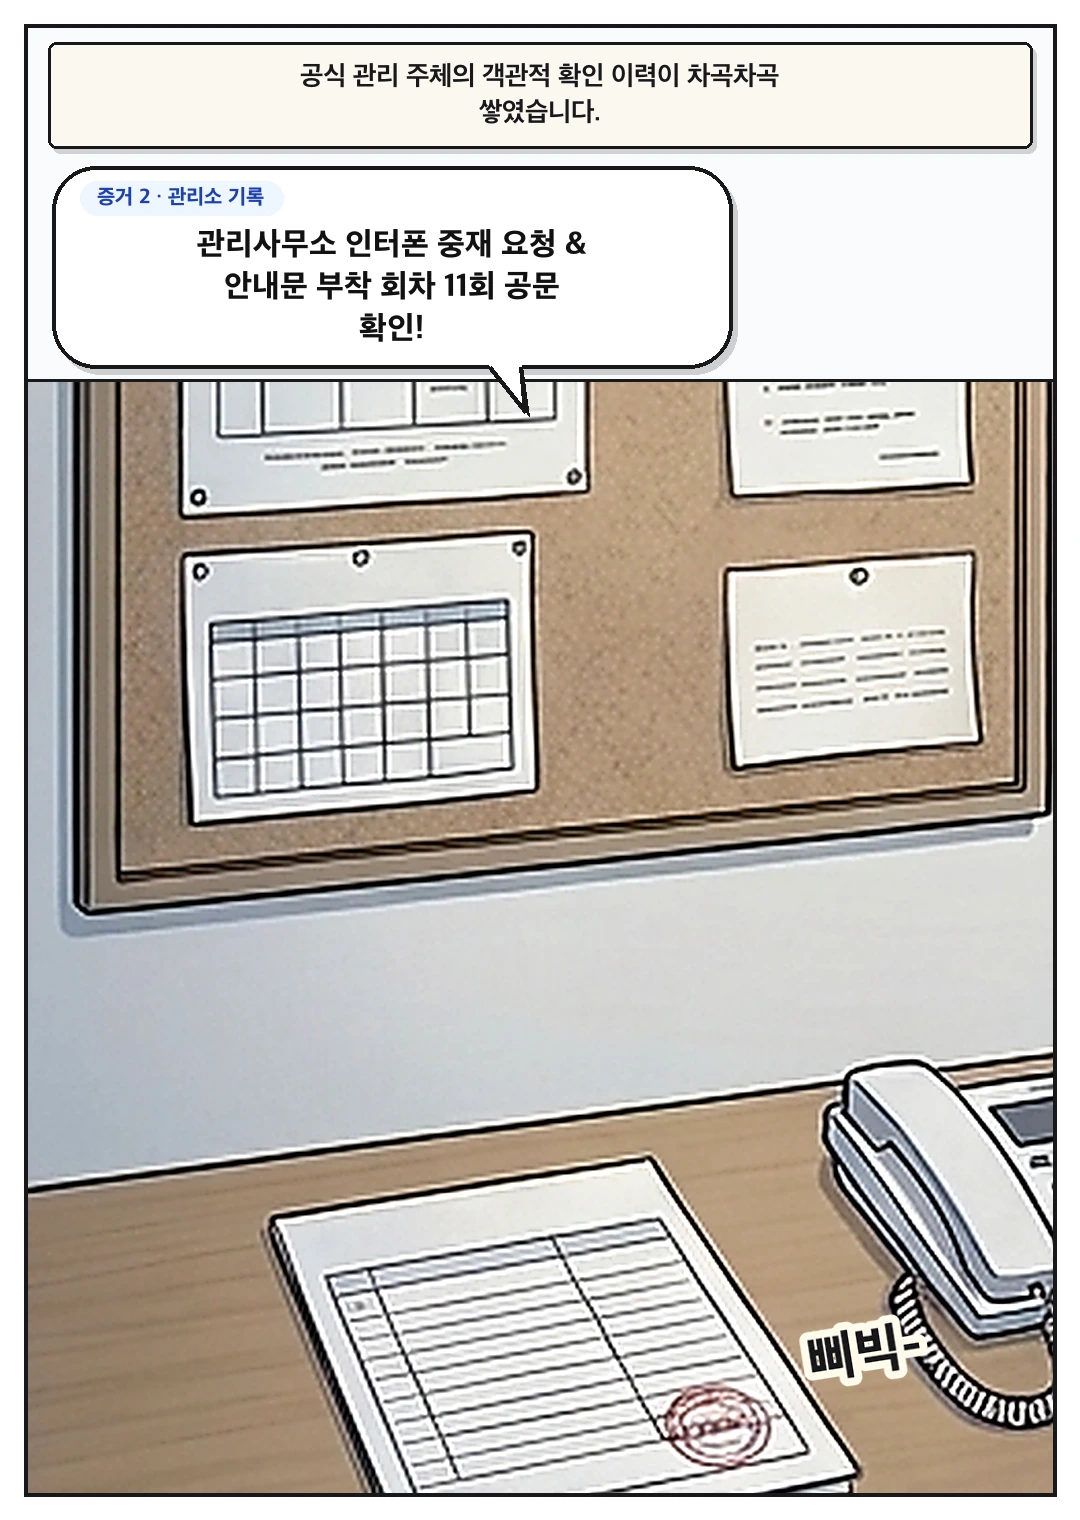 공식 관리 주체의 객관적 확인 이력이 차곡차곡
쌓였습니다.
증거 2 · 관리소 기록
관리사무소 인터폰 중재 요청 &
안내문 부착 회차 11회 공문
확인!
삐빅-